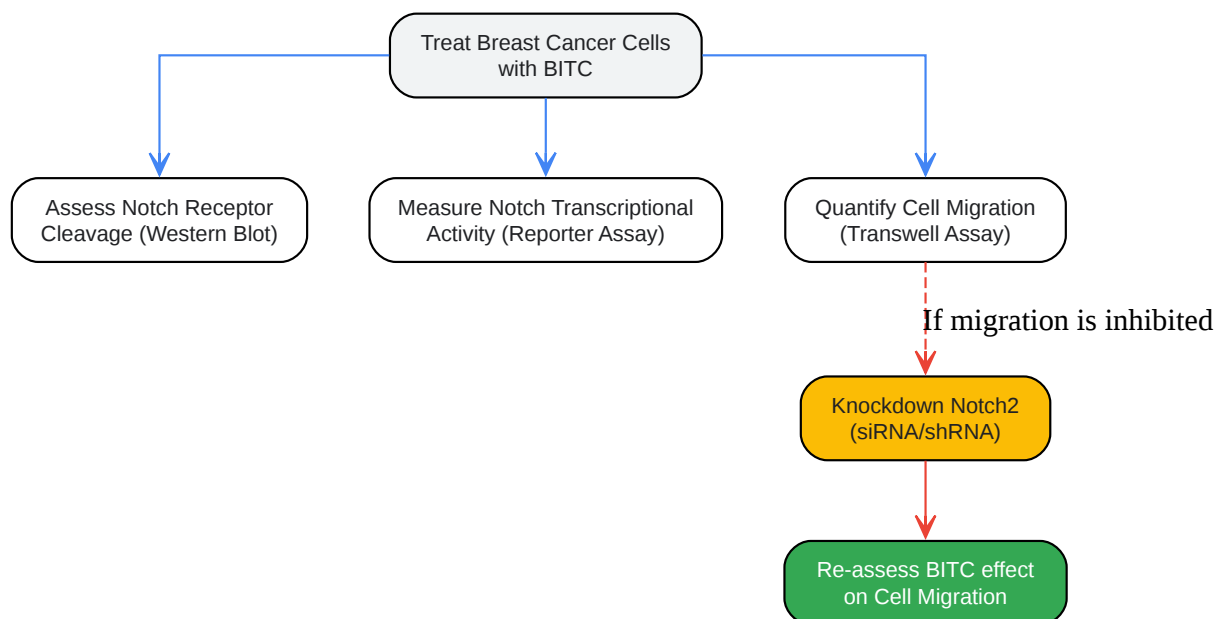 Treat Breast Cancer Cells
with BITC
Assess Notch Receptor
Cleavage (Western Blot)
Measure Notch Transcriptional
Activity (Reporter Assay)
Quantify Cell Migration
(Transwell Assay)
If migration is inhibited
Knockdown Notch2
(siRNA/shRNA)
Re-assess BITC effect
on Cell Migration